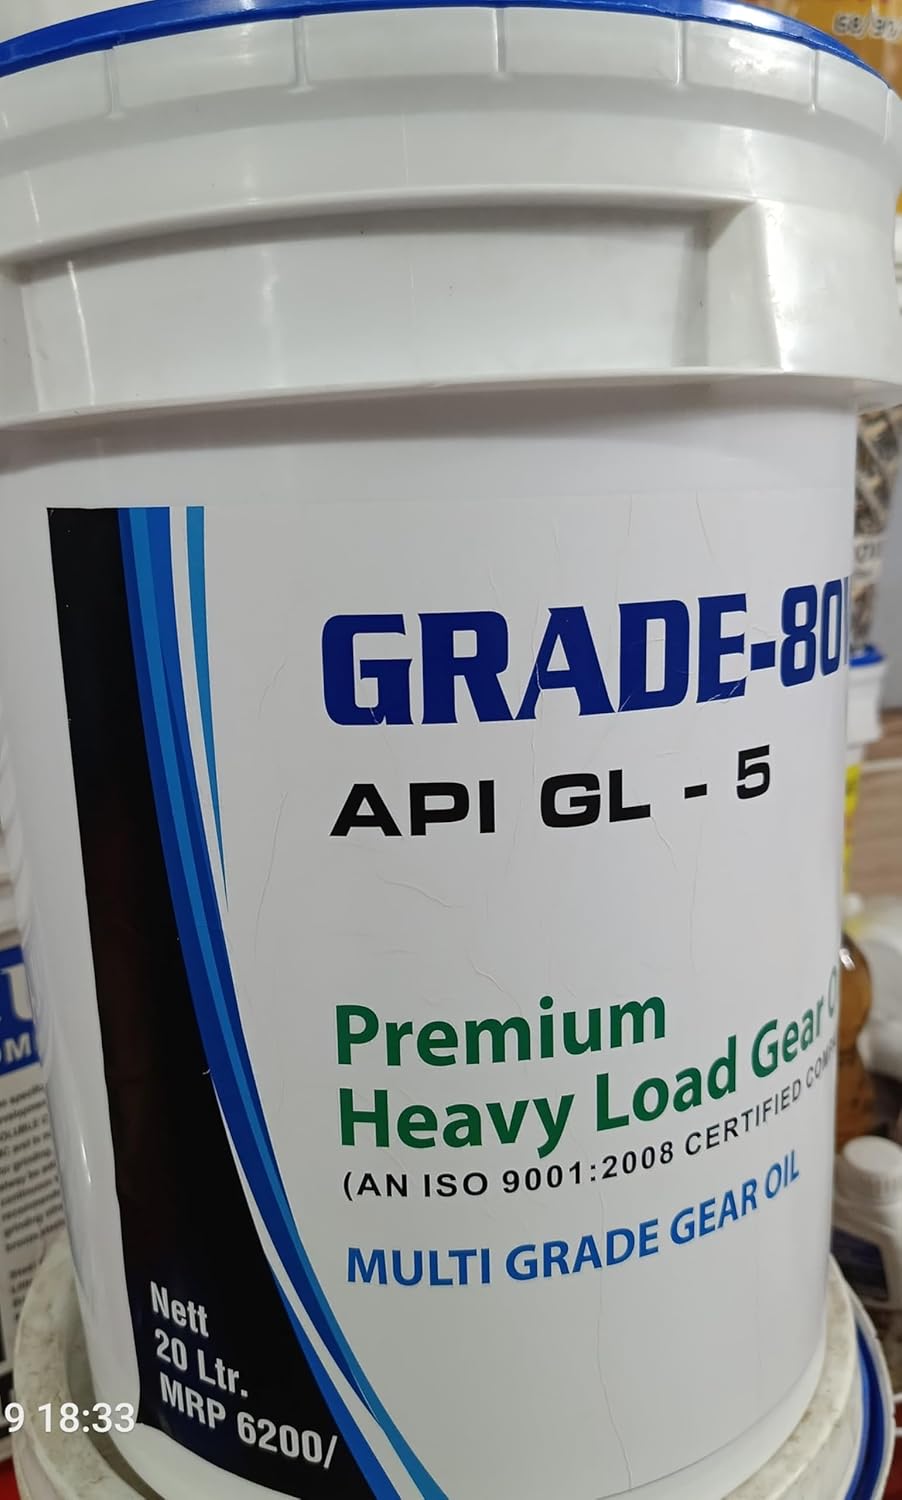 GRADE-80
API GL - 5
Premium
Heavy Load Gear
(AN ISO 9001:2008 CERTIFIED
MULTI GRADE GEAR OIL
Nett
20 Ltr.
MRP 6200/
9 18:33